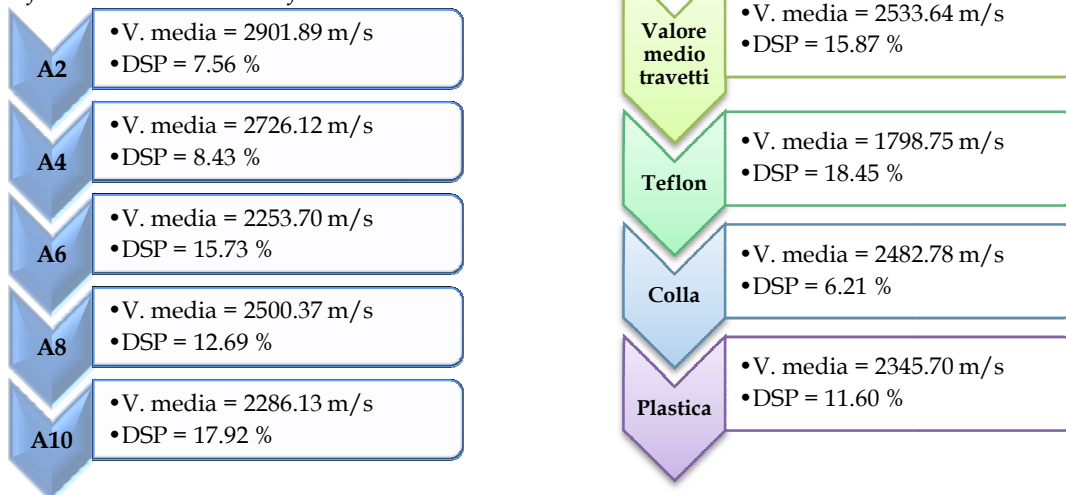 A2
•V. media = 2901.89 m/s
•DSP = 7.56 %
A4
•V. media = 2726.12 m/s
•DSP = 8.43 %
A6
•V. media = 2253.70 m/s
•DSP = 15.73 %
A8
•V. media = 2500.37 m/s
•DSP = 12.69 %
A10
•V. media = 2286.13 m/s
•DSP = 17.92 %
Valore
medio
travetti
•V. media = 2533.64 m/s
•DSP = 15.87 %
Teflon
•V. media = 1798.75 m/s
•DSP = 18.45 %
Colla
•V. media = 2482.78 m/s
•DSP = 6.21 %
Plastica
•V. media = 2345.70 m/s
•DSP = 11.60 %